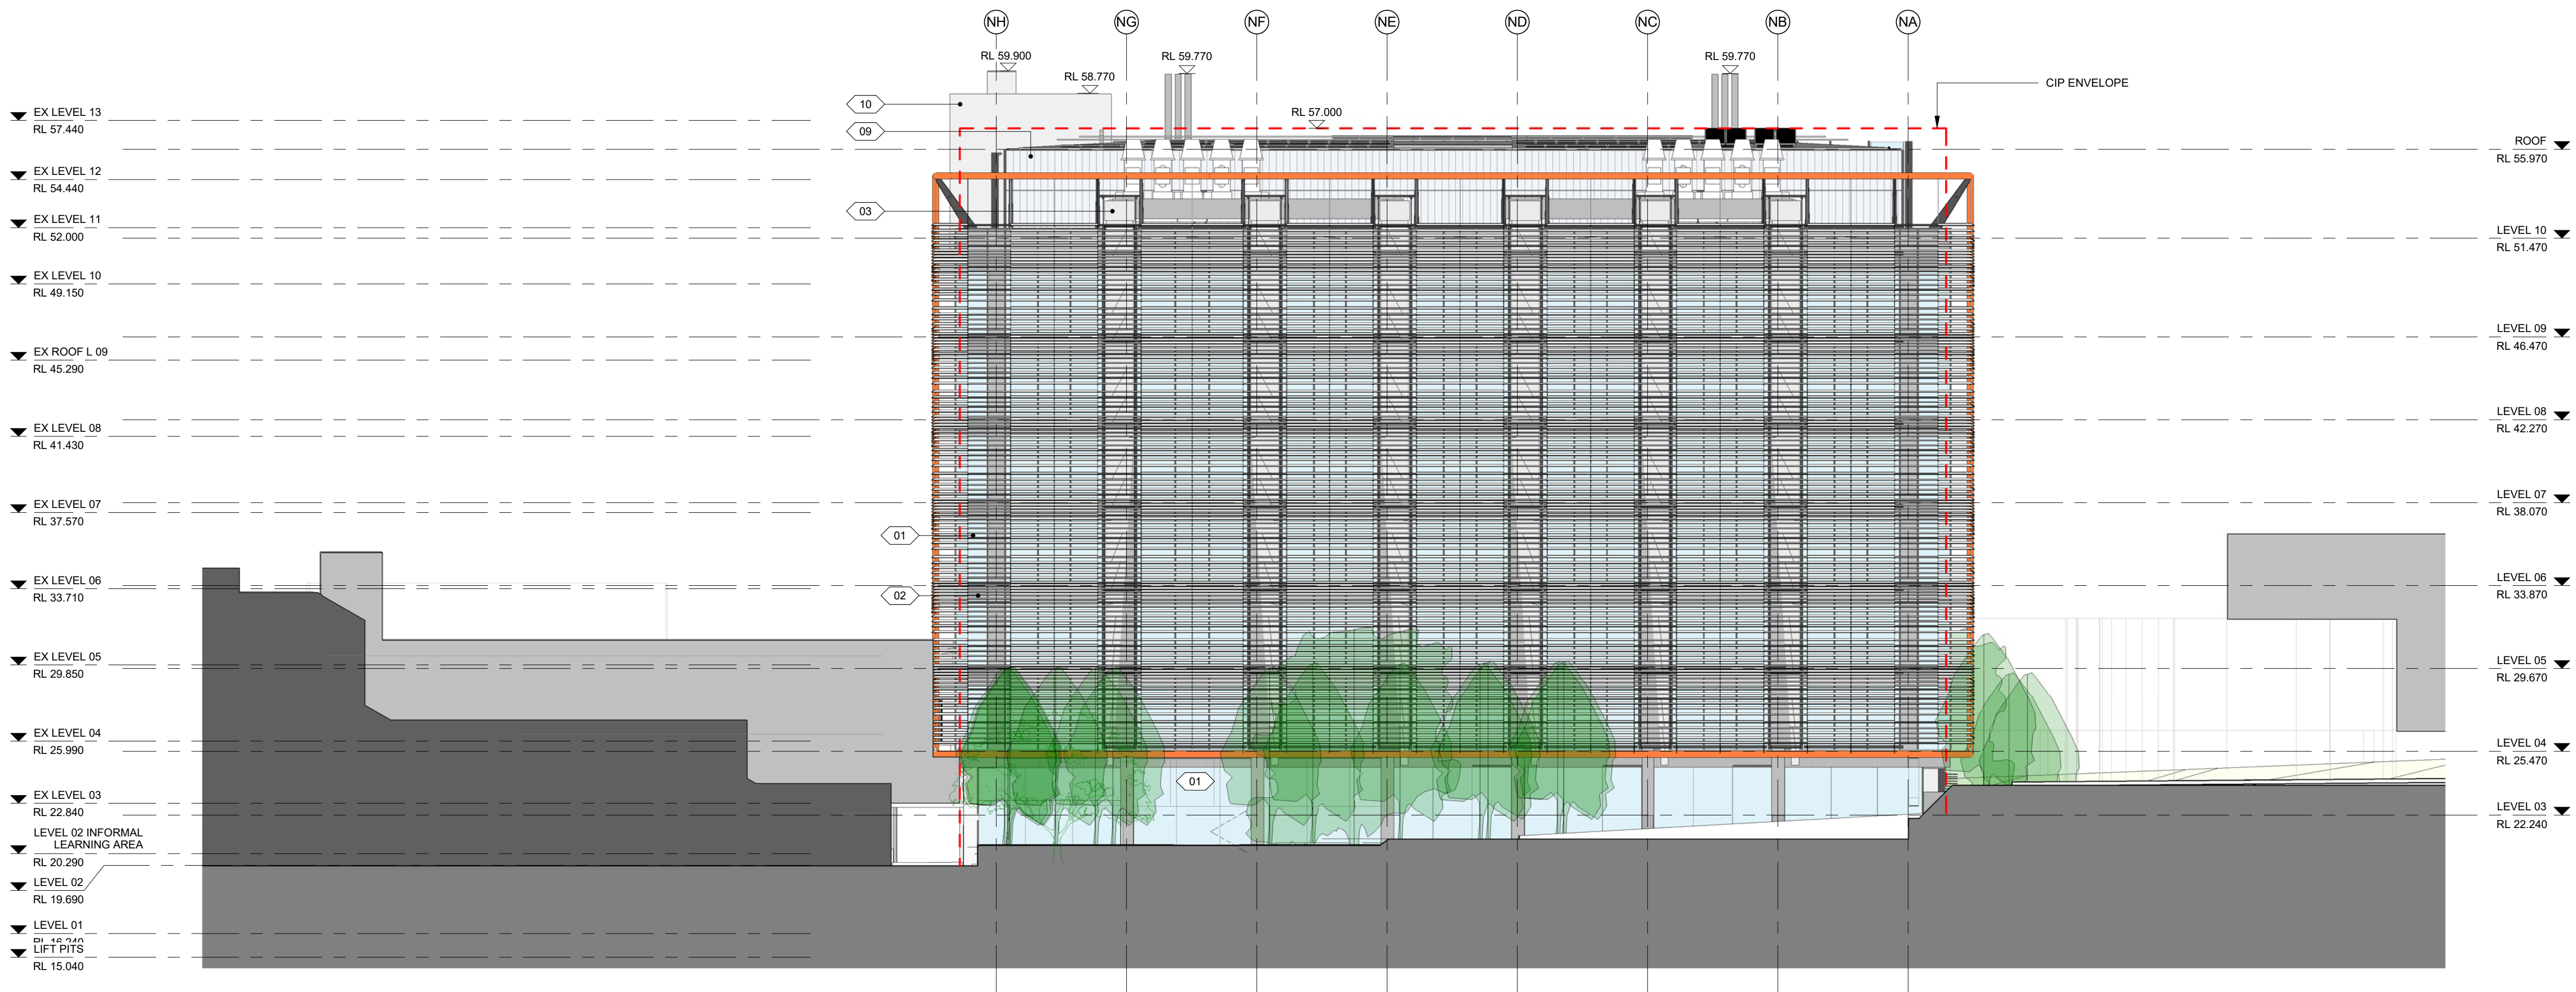 NH NG NF NE ND NC NB NA
RL 59.900
RL 58.770
RL 59.770
RL 59.770
RL 57.000
CIP ENVELOPE
10
09
03
01
02
01
EX LEVEL 13
RL 57.440
EX LEVEL 12
RL 54.440
EX LEVEL 11
RL 52.000
EX LEVEL 10
RL 49.150
EX ROOF L 09
RL 45.290
EX LEVEL 08
RL 41.430
EX LEVEL 07
RL 37.570
EX LEVEL 06
RL 33.710
EX LEVEL 05
RL 29.850
EX LEVEL 04
RL 25.990
EX LEVEL 03
RL 22.840
LEVEL 02 INFORMAL
LEARNING AREA
RL 20.290
LEVEL 02
RL 19.690
LEVEL 01
RL 16.240
LIFT PITS
RL 15.040
ROOF
RL 55.970
LEVEL 10
RL 51.470
LEVEL 09
RL 46.470
LEVEL 08
RL 42.270
LEVEL 07
RL 38.070
LEVEL 06
RL 33.870
LEVEL 05
RL 29.670
LEVEL 04
RL 25.470
LEVEL 03
RL 22.240